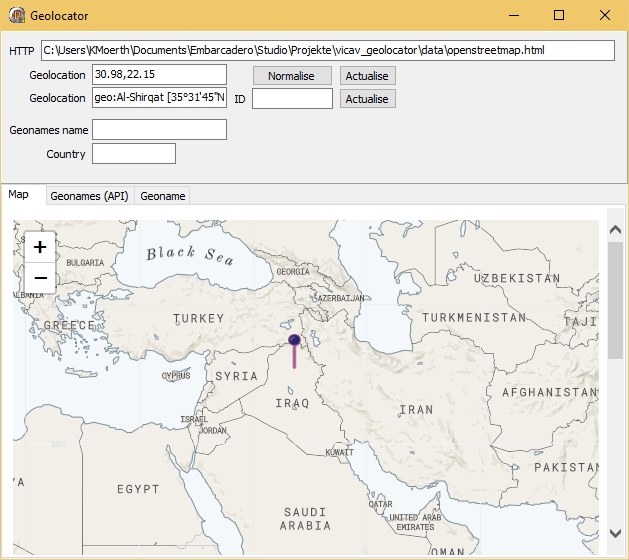 Geolocator
HTTP C:\Users\KMoerth\Documents\Embarcadero\Studio\Projekte\vicav_geolocator\data\openstreetmap.html
Geolocation 30.98,22.15 Normalise Actualise
Geolocation geo:Al-Shirqat [35°31'45"N ID Actualise
Geonames name
Country
Map Geonames (API) Geoname
+
−
Black Sea
BULGARIA
GEORGIA
UZBEKISTAN
ALBANIA
AZERBAIJAN
GREECE
TURKEY
TURKMENISTAN
TAJI
CYPRUS
SYRIA
AFGHANISTAN
IRAQ
IRAN
ISRAEL
JORDAN
KUWAIT
PAKISTAN
YA
EGYPT
QATAR
SAUDI
ARABIA
UNITED ARAB
EMIRATES
OMAN